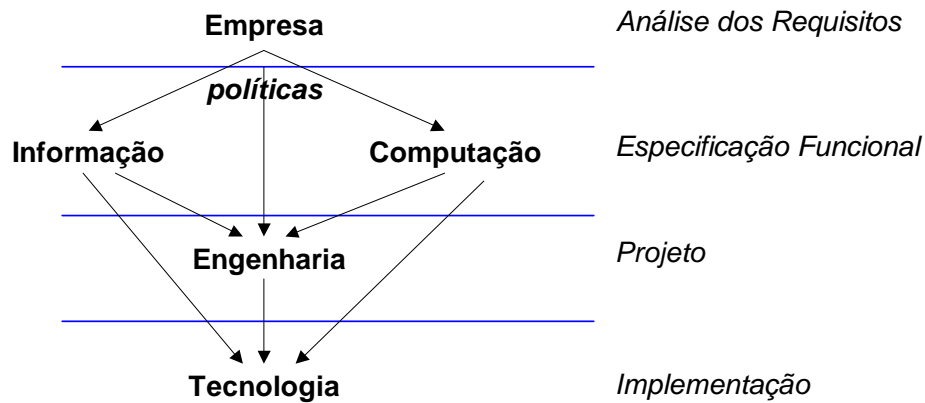 Empresa
Análise dos Requisitos
políticas
Informação
Computação
Especificação Funcional
Engenharia
Projeto
Tecnologia
Implementação